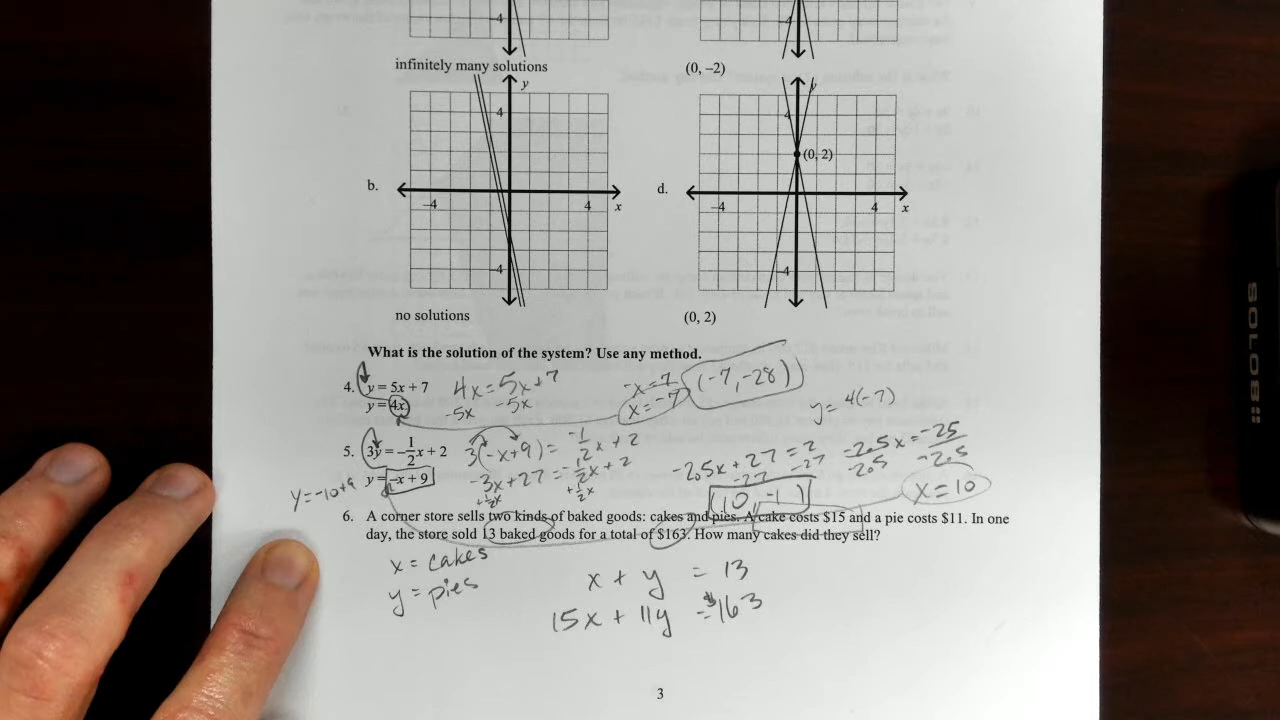 -4
-4
infinitely many solutions
(0, –2)
y
y
4
4
(0, 2)
b.
d.
-4
4
x
-4
4
x
-4
-4
no solutions
(0, 2)
What is the solution of the system? Use any method.
4. y = 5x + 7
y = 4x
4x = 5x + 7
-5x -5x
-x = 7
x = -7
(-7, -28)
y = 4(-7)
5. 3y = –1/2x + 2
y = –x + 9
3(-x+9) = -1/2x + 2
-3x + 27 = -1/2x + 2
+1/2x +1/2x
-2.5x + 27 = 2
-27 -27
-2.5x = -25
-2.5 -2.5
x = 10
y = -10+9
(10, -1)
6. A corner store sells two kinds of baked goods: cakes and pies. A cake costs $15 and a pie costs $11. In one
day, the store sold 13 baked goods for a total of $163. How many cakes did they sell?
x = cakes
y = pies
x + y = 13
15x + 11y = $163
3
SOLO